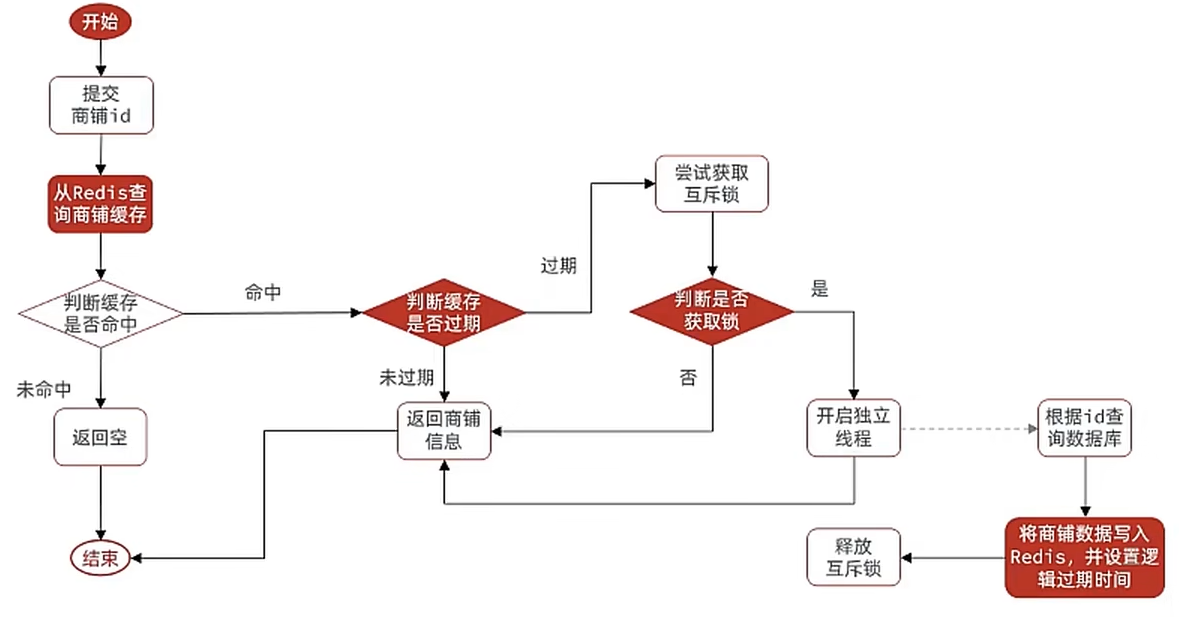 开始
提交
商铺id
从Redis查
询商铺缓存
判断缓存
是否命中
未命中
返回空
结束
命中
判断缓存
是否过期
未过期
返回商铺
信息
过期
尝试获取
互斥锁
判断是否
获取锁
否
是
开启独立
线程
根据id查
询数据库
将商铺数据写入
Redis，并设置逻
辑过期时间
释放
互斥锁